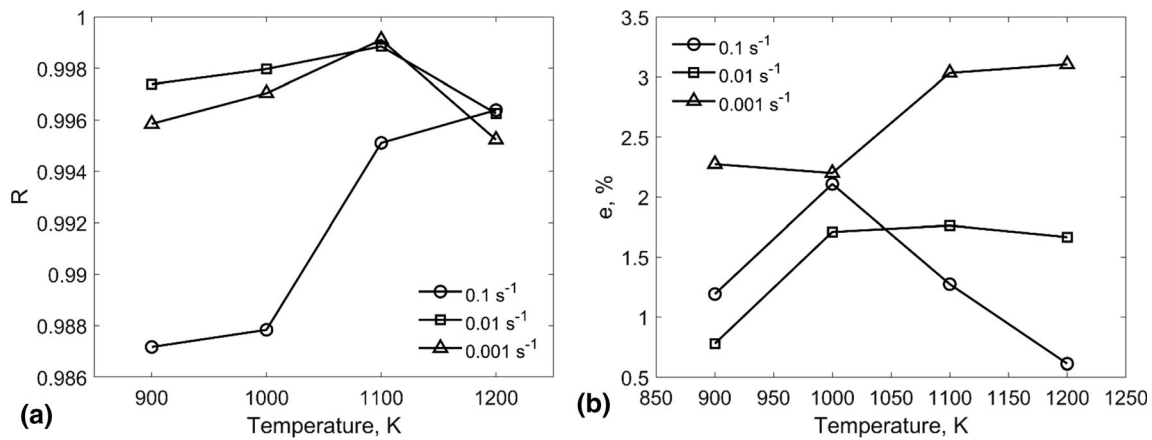 1
0.998
0.996
0.994
0.992
0.99
0.988
0.986
R
900
1000
1100
1200
Temperature, K
0.1 s⁻¹
0.01 s⁻¹
0.001 s⁻¹
(a)
3.5
3
2.5
2
1.5
1
0.5
e, %
850
900
950
1000
1050
1100
1150
1200
1250
Temperature, K
0.1 s⁻¹
0.01 s⁻¹
0.001 s⁻¹
(b)